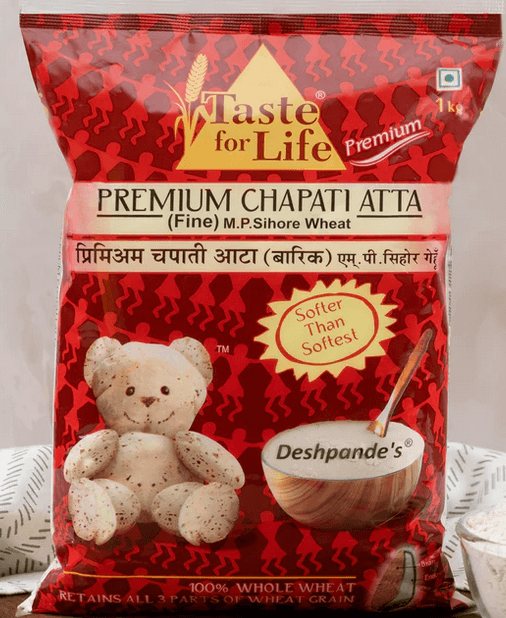 Taste®
for Life
Premium
1 kg
PREMIUM CHAPATI ATTA
(Fine) M.P.Sihore Wheat
प्रिमिअम चपाती आटा (बारिक) एम्.पी.सिहोर गेहूँ
Softer
Than
Softest
TM
Deshpande's®
100% WHOLE WHEAT
RETAINS ALL 3 PARTS OF WHEAT GRAIN